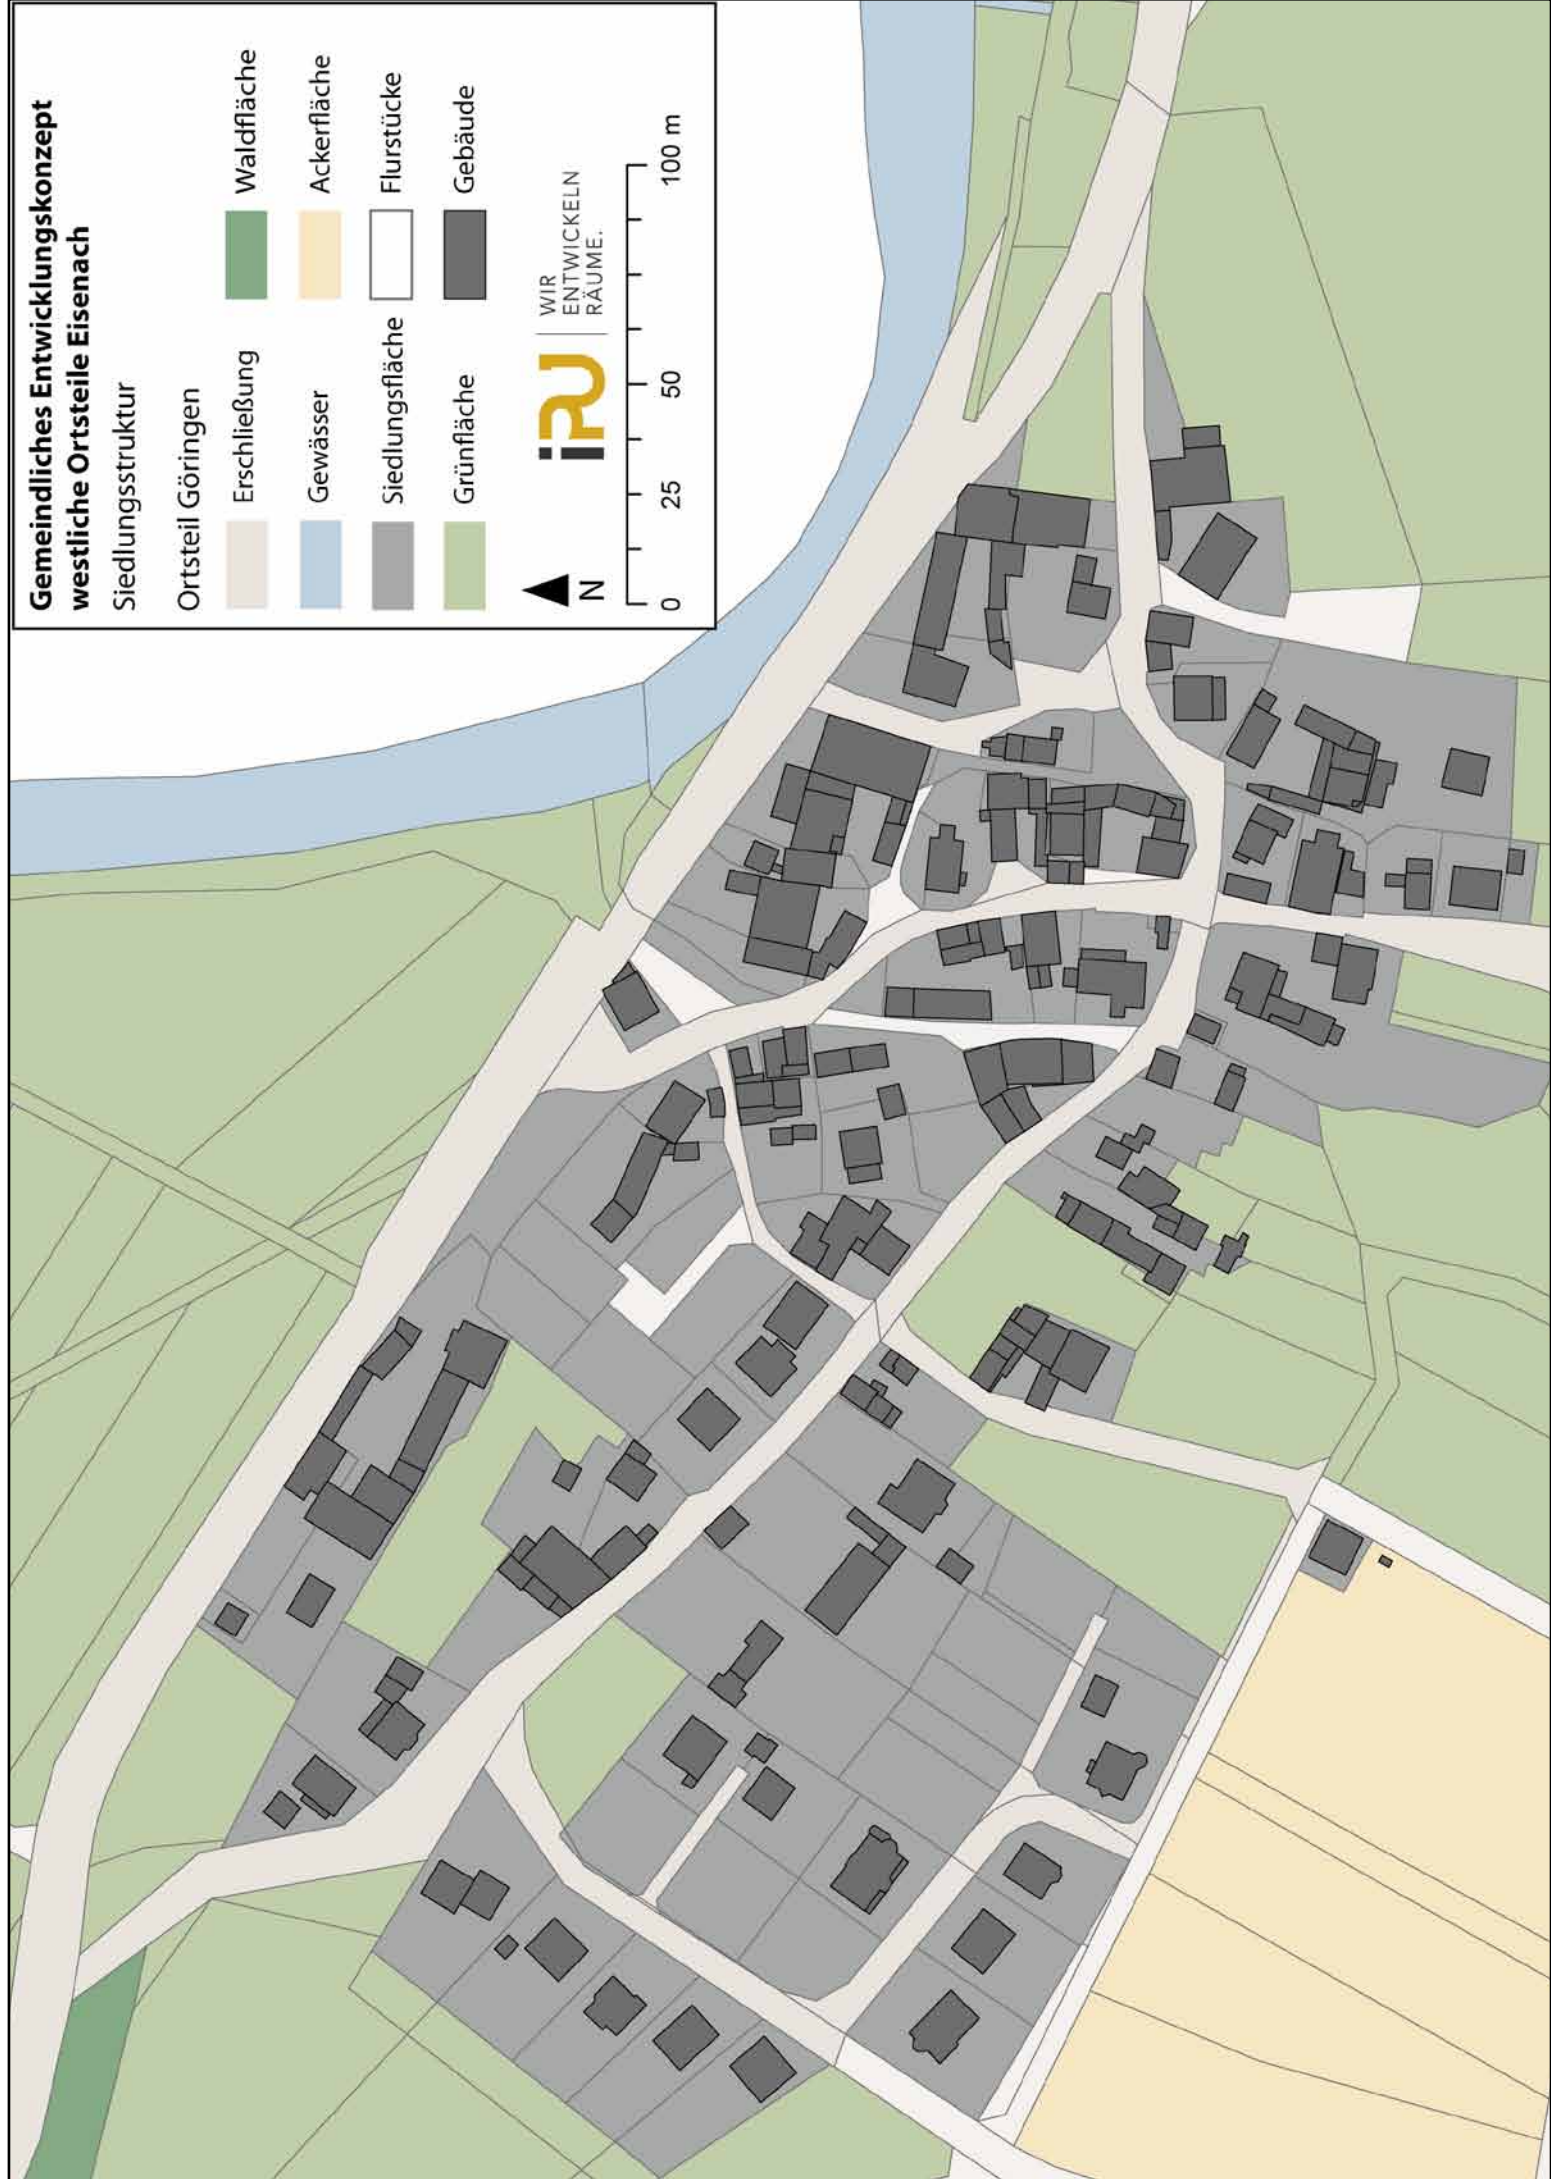 Gemeindliches Entwicklungskonzept
westliche Ortsteile Eisenach
Siedlungsstruktur
Ortsteil Göringen
Erschließung
Waldfläche
Gewässer
Ackerfläche
Siedlungsfläche
Flurstücke
Grünfläche
Gebäude
N
iPU
WIR
ENTWICKELN
RÄUME.
0 25 50 100 m